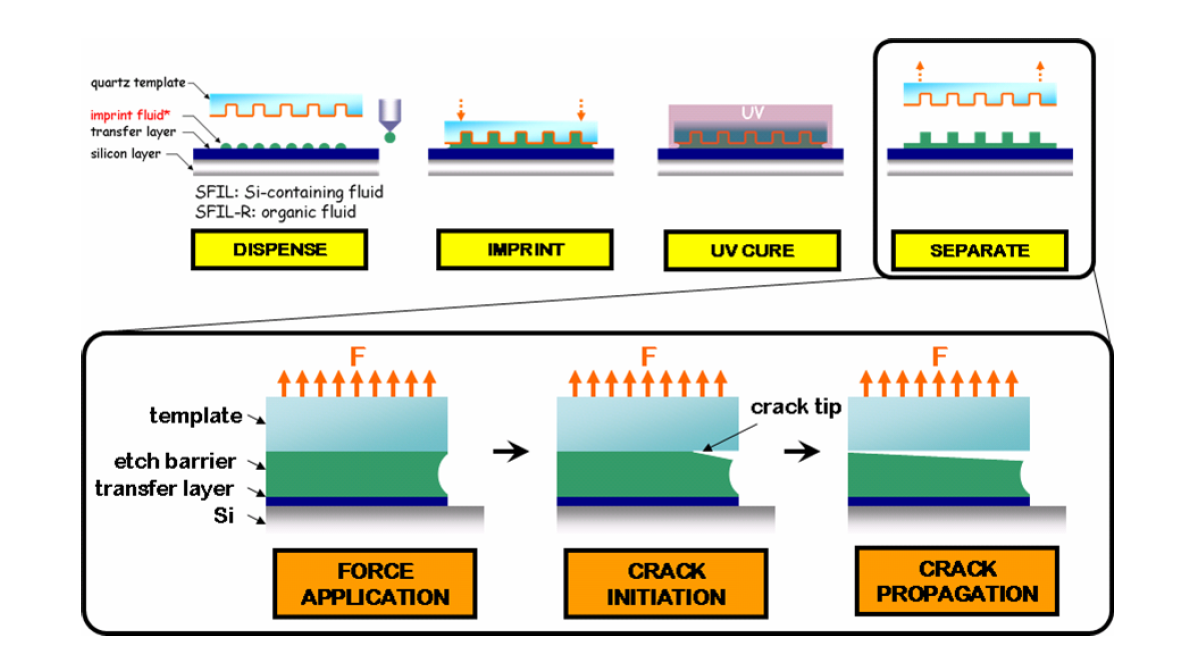 quartz template
imprint fluid*
transfer layer
silicon layer
UV
SFIL: Si-containing fluid
SFIL-R: organic fluid
DISPENSE
IMPRINT
UV CURE
SEPARATE
F
F
F
template
etch barrier
transfer layer
Si
crack tip
FORCE
APPLICATION
CRACK
INITIATION
CRACK
PROPAGATION